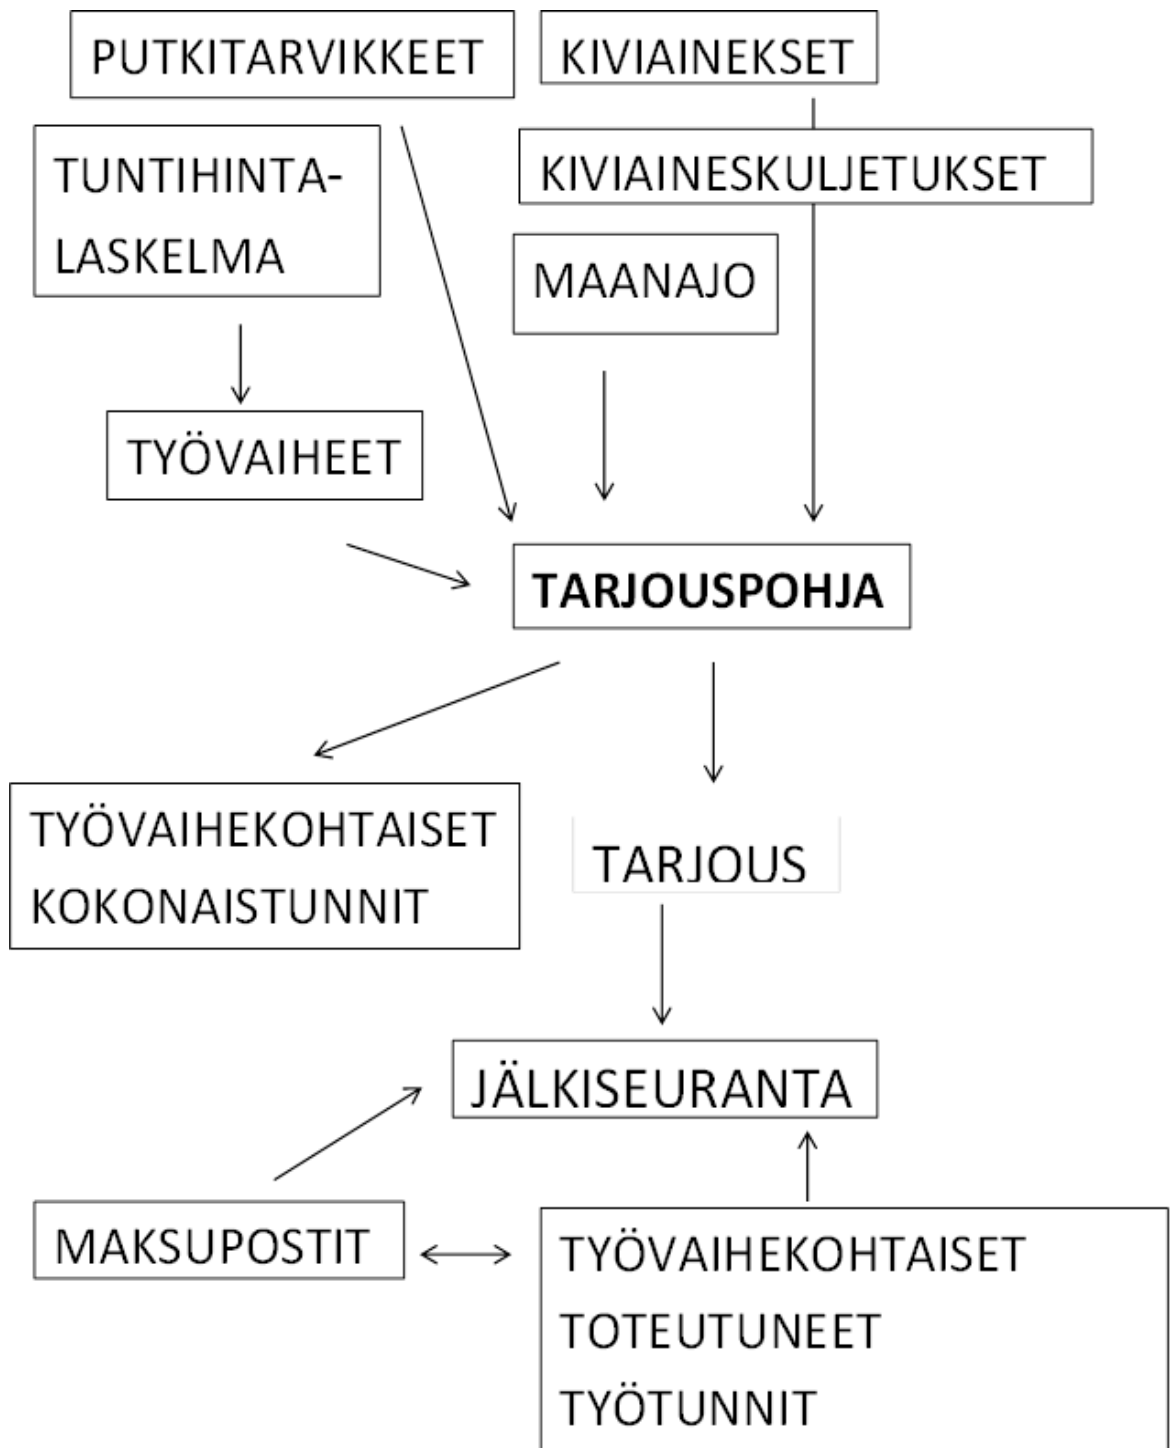 PUTKITARVIKKEET
KIVIAINEKSET
TUNTIHINTA-
LASKELMA
KIVIAINESKULJETUKSET
MAANAJO
TYÖVAIHEET
TARJOUSPOHJA
TYÖVAIHEKOHTAISET
KOKONAISTUNNIT
TARJOUS
JÄLKISEURANTA
MAKSUPOSTIT
TYÖVAIHEKOHTAISET
TOTEUTUNEET
TYÖTUNNIT